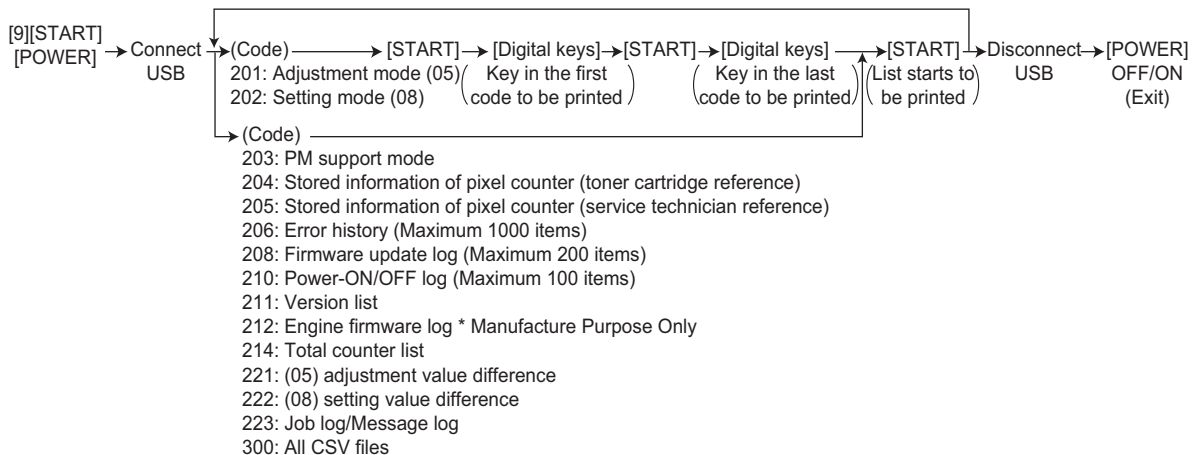 [9][START]
[POWER]
Connect
USB
(Code)
201: Adjustment mode (05)
202: Setting mode (08)
[START]
[Digital keys]
Key in the first
code to be printed
[START]
[Digital keys]
Key in the last
code to be printed
[START]
List starts to
be printed
Disconnect
USB
[POWER]
OFF/ON
(Exit)
(Code)
203: PM support mode
204: Stored information of pixel counter (toner cartridge reference)
205: Stored information of pixel counter (service technician reference)
206: Error history (Maximum 1000 items)
208: Firmware update log (Maximum 200 items)
210: Power-ON/OFF log (Maximum 100 items)
211: Version list
212: Engine firmware log * Manufacture Purpose Only
214: Total counter list
221: (05) adjustment value difference
222: (08) setting value difference
223: Job log/Message log
300: All CSV files